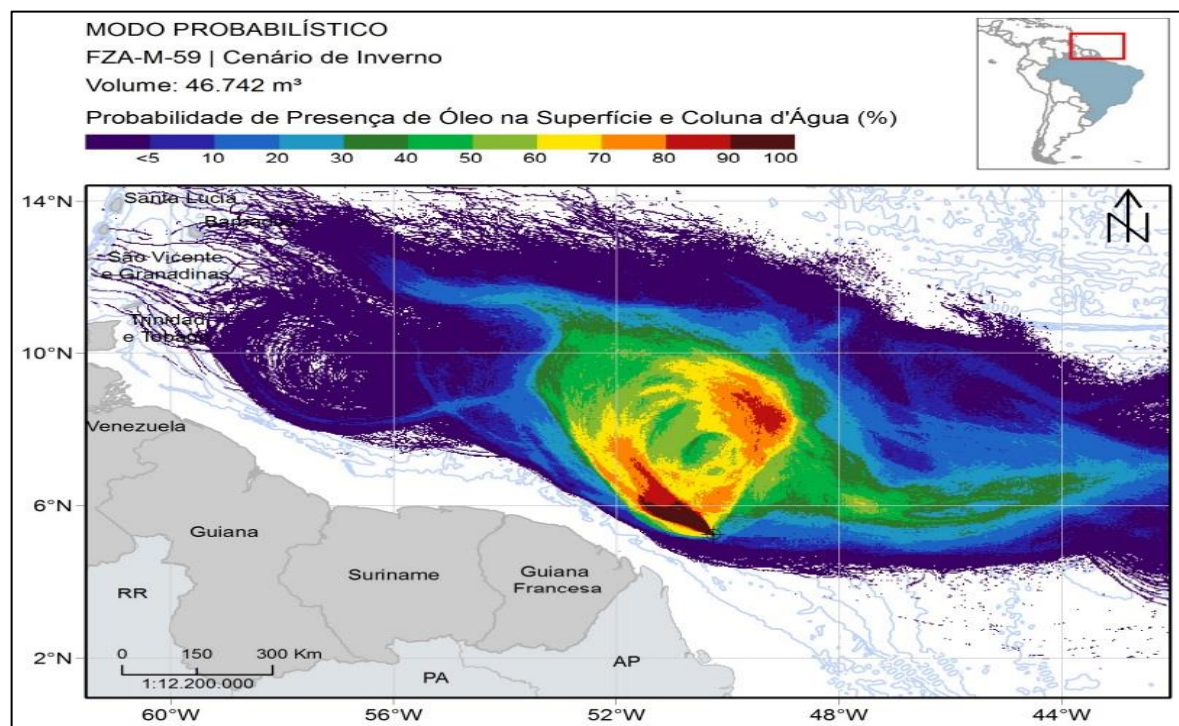 MODO PROBABILÍSTICO
FZA-M-59 | Cenário de Inverno
Volume: 46.742 m³
Probabilidade de Presença de Óleo na Superfície e Coluna d'Água (%)
<5 10 20 30 40 50 60 70 80 90 100
14°N
Santa Lúcia
São Vicente
e Granadinas
e Tobago
10°N
Venezuela
6°N
Guiana
Suriname
Guiana
Francesa
RR
0 150 300 Km
1:12.200.000
2°N
PA
AP
N
60°W 56°W 52°W 48°W 44°W